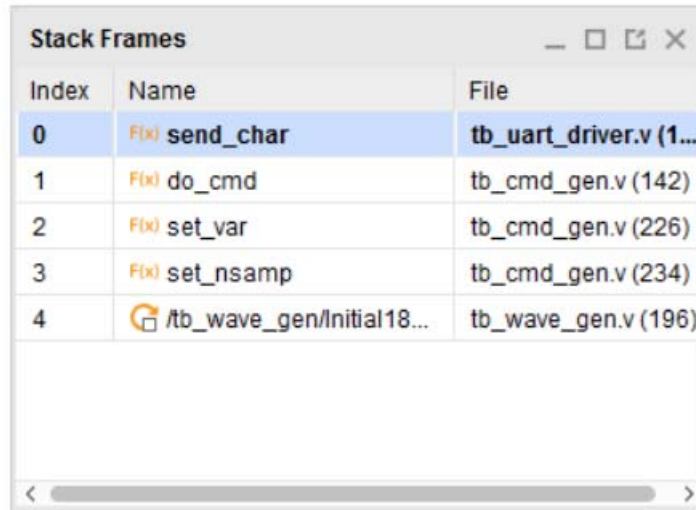 Stack Frames
Index Name File
0 F(x) send_char tb_uart_driver.v (1...
1 F(x) do_cmd tb_cmd_gen.v (142)
2 F(x) set_var tb_cmd_gen.v (226)
3 F(x) set_nsamp tb_cmd_gen.v (234)
4 /tb_wave_gen/Initial18... tb_wave_gen.v (196)